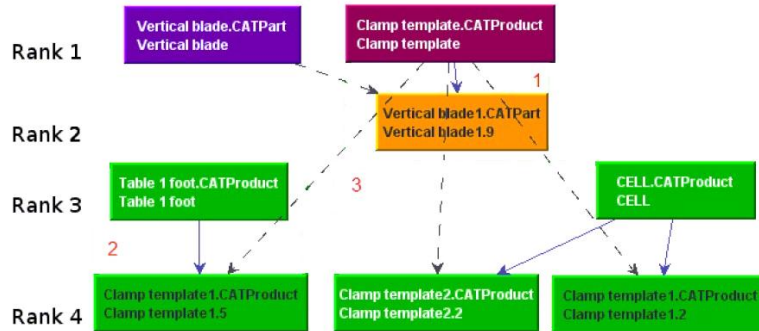 Vertical blade.CATPart
Vertical blade
Clamp template.CATProduct
Clamp template
Rank 1
1
Vertical blade1.CATPart
Vertical blade1.9
Rank 2
Table 1 foot.CATProduct
Table 1 foot
3
CELL.CATProduct
CELL
Rank 3
2
Clamp template1.CATProduct
Clamp template1.5
Clamp template2.CATProduct
Clamp template2.2
Clamp template1.CATProduct
Clamp template1.2
Rank 4